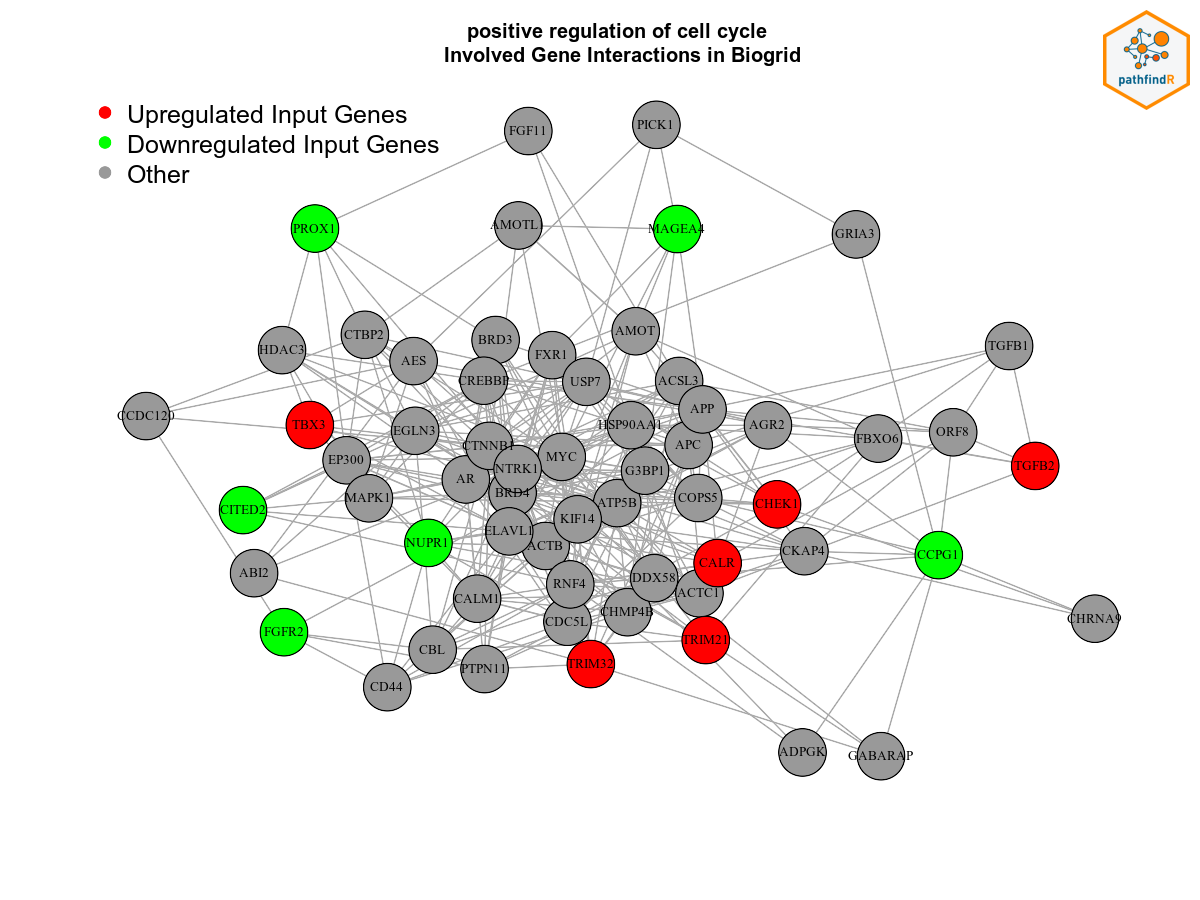 positive regulation of cell cycle
Involved Gene Interactions in Biogrid
pathfindR
Upregulated Input Genes
Downregulated Input Genes
Other
FGF11
PICK1
PROX1
AMOTL1
MAGEA4
GRIA3
HDAC3
CTBP2
AES
BRD3
FXR1
AMOT
TGFB1
CREBBP
USP7
ACSL3
CCDC120
TBX3
EGLN3
HSP90AA1
APP
AGR2
FBXO6
ORF8
EP300
CTNNB1
MYC
APC
TGFB2
MAPK1
AR
NTRK1
G3BP1
BRD4
ATP5B
COPS5
CHEK1
CITED2
NUPR1
ELAVL1
KIF14
ACTB
CALR
CKAP4
CCPG1
ABI2
CALM1
RNF4
DDX58
ACTC1
CHRNA9
FGFR2
CDC5L
CHMP4B
TRIM21
CBL
PTPN11
TRIM32
CD44
ADPGK
GABARAP